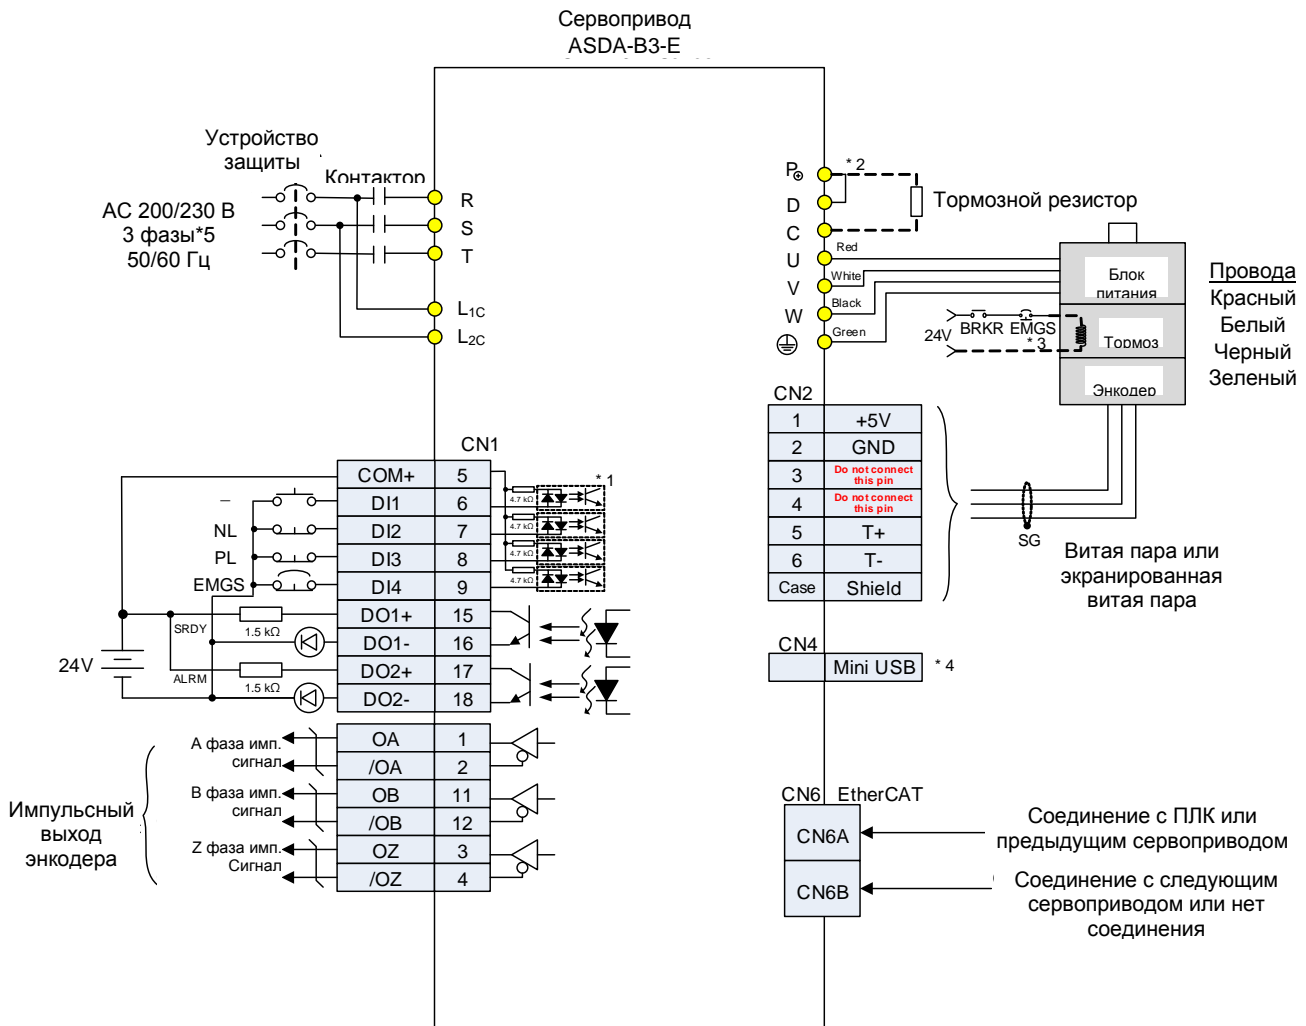 Сервопривод
ASDA-B3-E
Устройство
защиты
Контактор
AC 200/230 В
3 фазы*5
50/60 Гц
R
S
T
L1C
L2C
P⊕
* 2
D
C
U
V
W
Тормозной резистор
Red
White
Black
Green
24V
BRKR
EMGS
* 3
Блок
питания
Тормоз
Энкодер
Провода
Красный
Белый
Черный
Зеленый
CN2
1 +5V
2 GND
3 Do not connect
this pin
4 Do not connect
this pin
5 T+
6 T-
Case Shield
SG
Витая пара или
экранированная
витая пара
CN4
Mini USB
* 4
CN6 EtherCAT
CN6A
CN6B
Соединение с ПЛК или
предыдущим сервоприводом
Соединение с следующим
сервоприводом или нет
соединения
CN1
COM+ 5
– DI1 6
NL DI2 7
PL DI3 8
EMGS DI4 9
* 1
4.7 kΩ
4.7 kΩ
4.7 kΩ
4.7 kΩ
DO1+ 15
DO1- 16
DO2+ 17
DO2- 18
SRDY
1.5 kΩ
ALRM
1.5 kΩ
24V
OA 1
/OA 2
OB 11
/OB 12
OZ 3
/OZ 4
A фаза имп.
сигнал
B фаза имп.
сигнал
Z фаза имп.
Сигнал
Импульсный
выход
энкодера